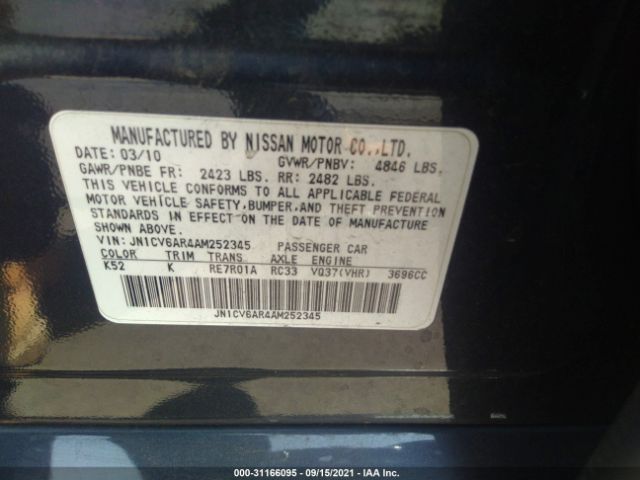 MANUFACTURED BY NISSAN MOTOR CO.,LTD.
DATE: 03/10 GVWR/PNBV: 4846 LBS.
GAWR/PNBE FR: 2423 LBS. RR: 2482 LBS.
THIS VEHICLE CONFORMS TO ALL APPLICABLE FEDERAL
MOTOR VEHICLE SAFETY,BUMPER,AND THEFT PREVENTION
STANDARDS IN EFFECT ON THE DATE OF MANUFACTURE
SHOWN ABOVE.
VIN: JN1CV6AR4AM252345 PASSENGER CAR
COLOR TRIM TRANS AXLE ENGINE
K52 K RE7R01A RC33 VQ37(VHR) 3696CC
JN1CV6AR4AM252345
000-31166095 - 09/15/2021 - IAA Inc.